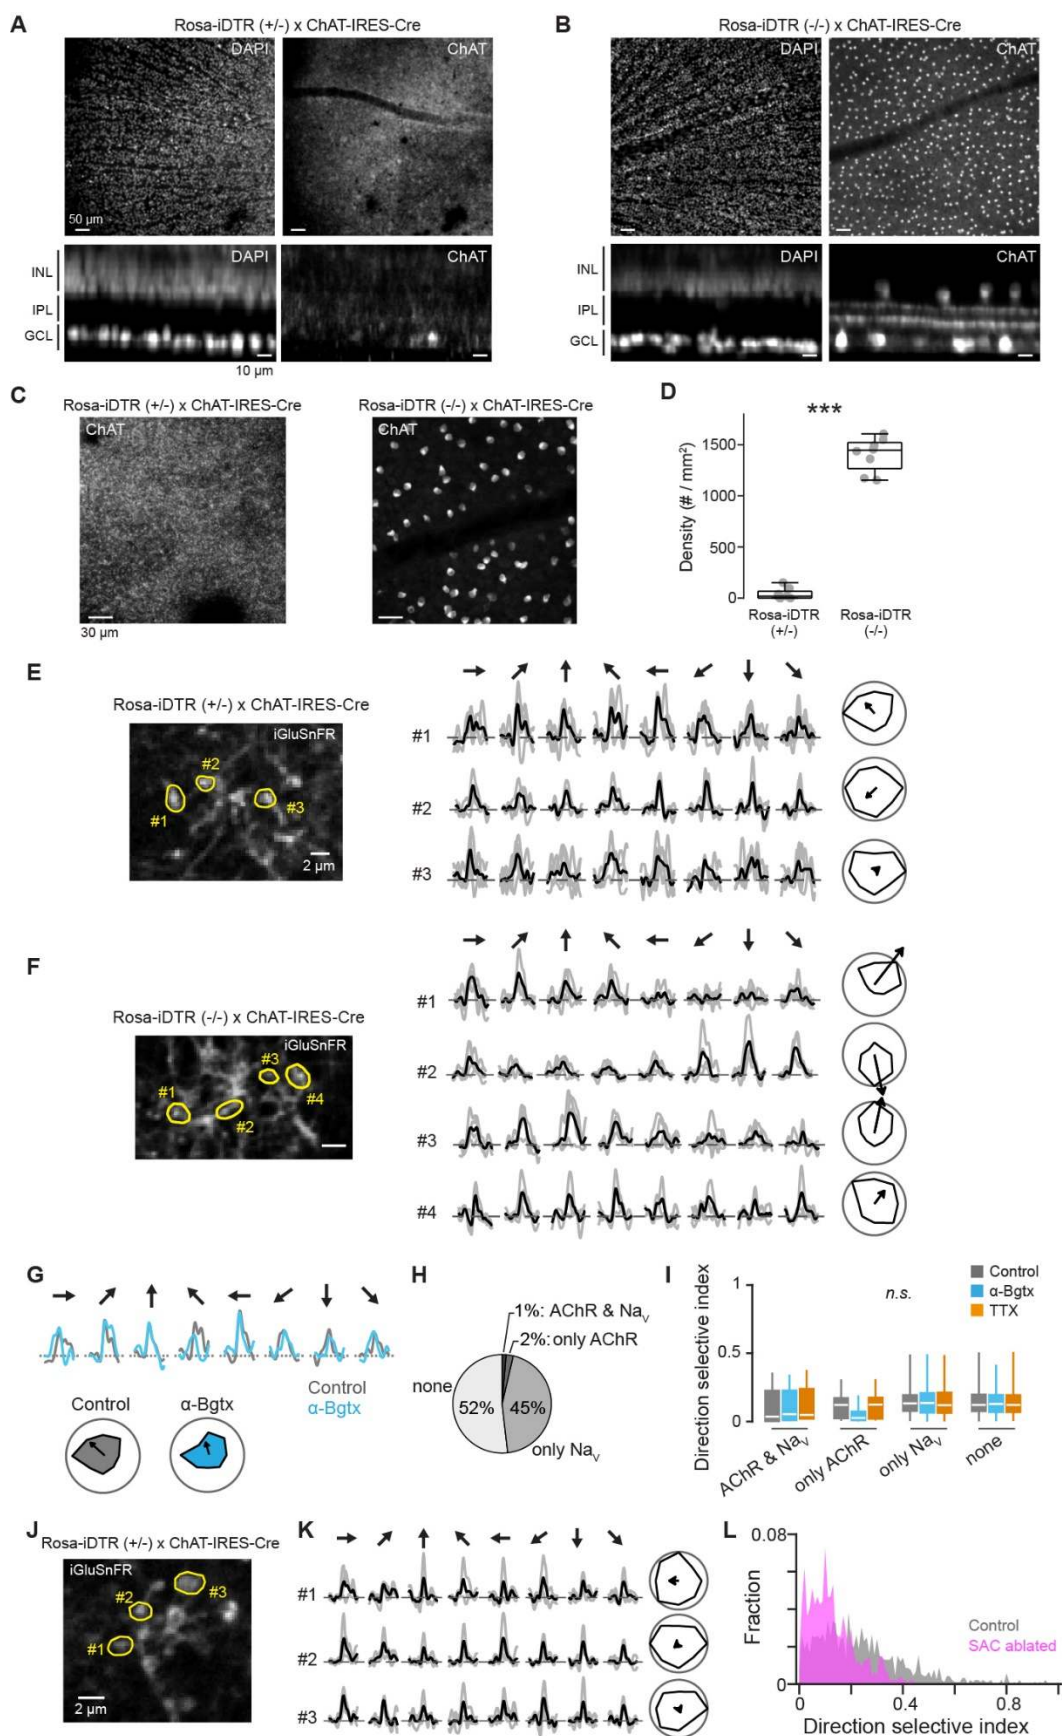 A
Rosa-iDTR (+/-) x ChAT-IRES-Cre
DAPI
ChAT
50 µm
DAPI
ChAT
INL
IPL
GCL
10 µm
B
Rosa-iDTR (-/-) x ChAT-IRES-Cre
DAPI
ChAT
DAPI
ChAT
INL
IPL
GCL
C
Rosa-iDTR (+/-) x ChAT-IRES-Cre
ChAT
30 µm
Rosa-iDTR (-/-) x ChAT-IRES-Cre
ChAT
D
***
Density (# / mm²)
1500
1000
500
0
Rosa-iDTR
(+/-)
Rosa-iDTR
(-/-)
E
Rosa-iDTR (+/-) x ChAT-IRES-Cre
iGluSnFR
#1
#2
#3
2 µm
#1
#2
#3
F
Rosa-iDTR (-/-) x ChAT-IRES-Cre
iGluSnFR
#1
#2
#3
#4
#1
#2
#3
#4
G
Control
α-Bgtx
Control
α-Bgtx
H
1%: AChR & Naᵥ
2%: only AChR
none
52%
45%
only Naᵥ
I
Direction selective index
1
0.5
0
n.s.
Control
α-Bgtx
TTX
AChR & Naᵥ
only AChR
only Naᵥ
none
J
Rosa-iDTR (+/-) x ChAT-IRES-Cre
iGluSnFR
#1
#2
#3
2 µm
K
#1
#2
#3
L
Fraction
0.08
0
Control
SAC ablated
0
0.4
0.8
Direction selective index